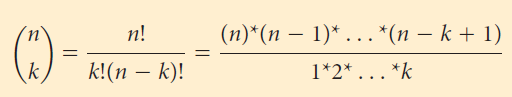 (n k) = n! / k!(n – k)! = (n)*(n – 1)* . . . *(n – k + 1) / 1*2* . . . *k